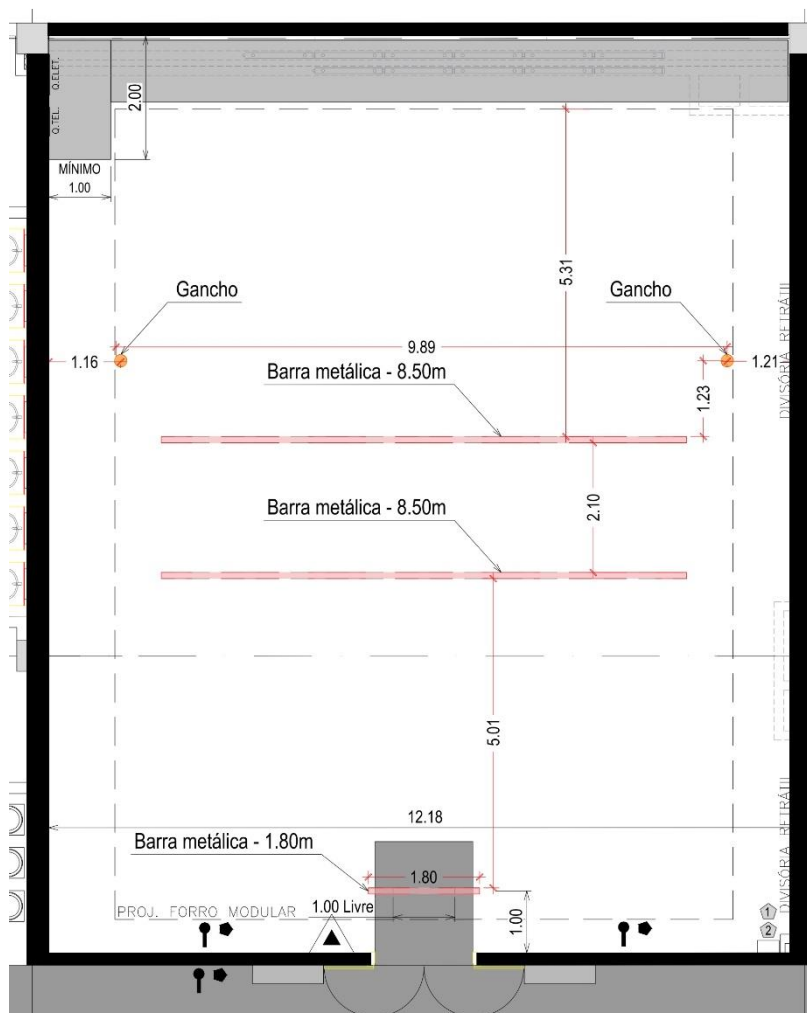 Q.TEL. Q.ELET.
2.00
MÍNIMO
1.00
5.31
Gancho
Gancho
9.89
1.16
1.21
Barra metálica - 8.50m
1.23
DIVISÓRIA RETRÁTIL
Barra metálica - 8.50m
2.10
5.01
12.18
Barra metálica - 1.80m
1.80
DIVISÓRIA RETRÁTIL
PROJ. FORRO MODULAR
1.00 Livre
1.00
1
2